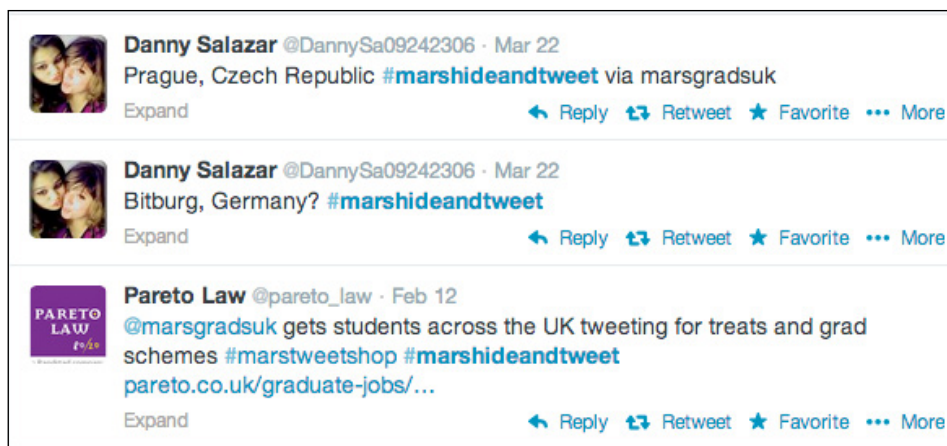 Danny Salazar @DannySa09242306 · Mar 22
Prague, Czech Republic #marshideandtweet via marsgradsuk
Expand Reply Retweet Favorite More
Danny Salazar @DannySa09242306 · Mar 22
Bitburg, Germany? #marshideandtweet
Expand Reply Retweet Favorite More
PARETO
LAW
80/20
Pareto Law @pareto_law · Feb 12
@marsgradsuk gets students across the UK tweeting for treats and grad
schemes #marstweetshop #marshideandtweet
pareto.co.uk/graduate-jobs/…
Expand Reply Retweet Favorite More